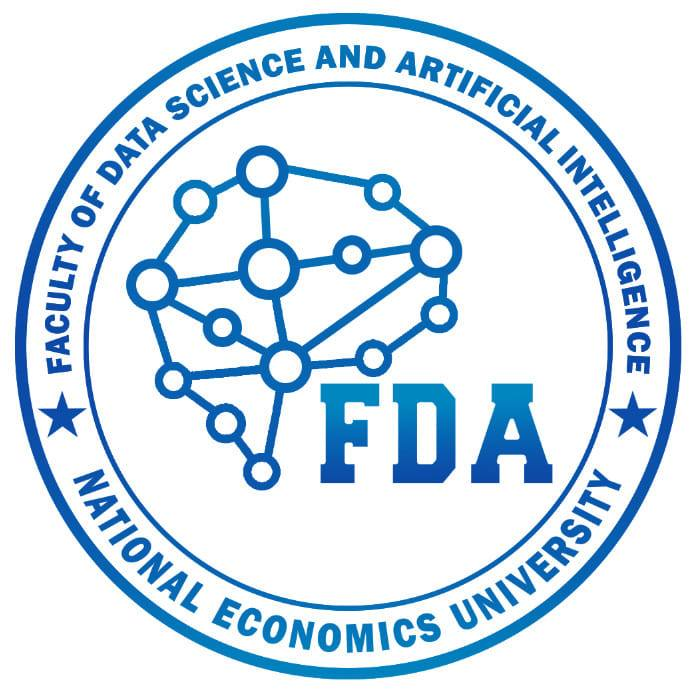 FACULTY OF DATA SCIENCE AND ARTIFICIAL INTELLIGENCE
FDA
NATIONAL ECONOMICS UNIVERSITY